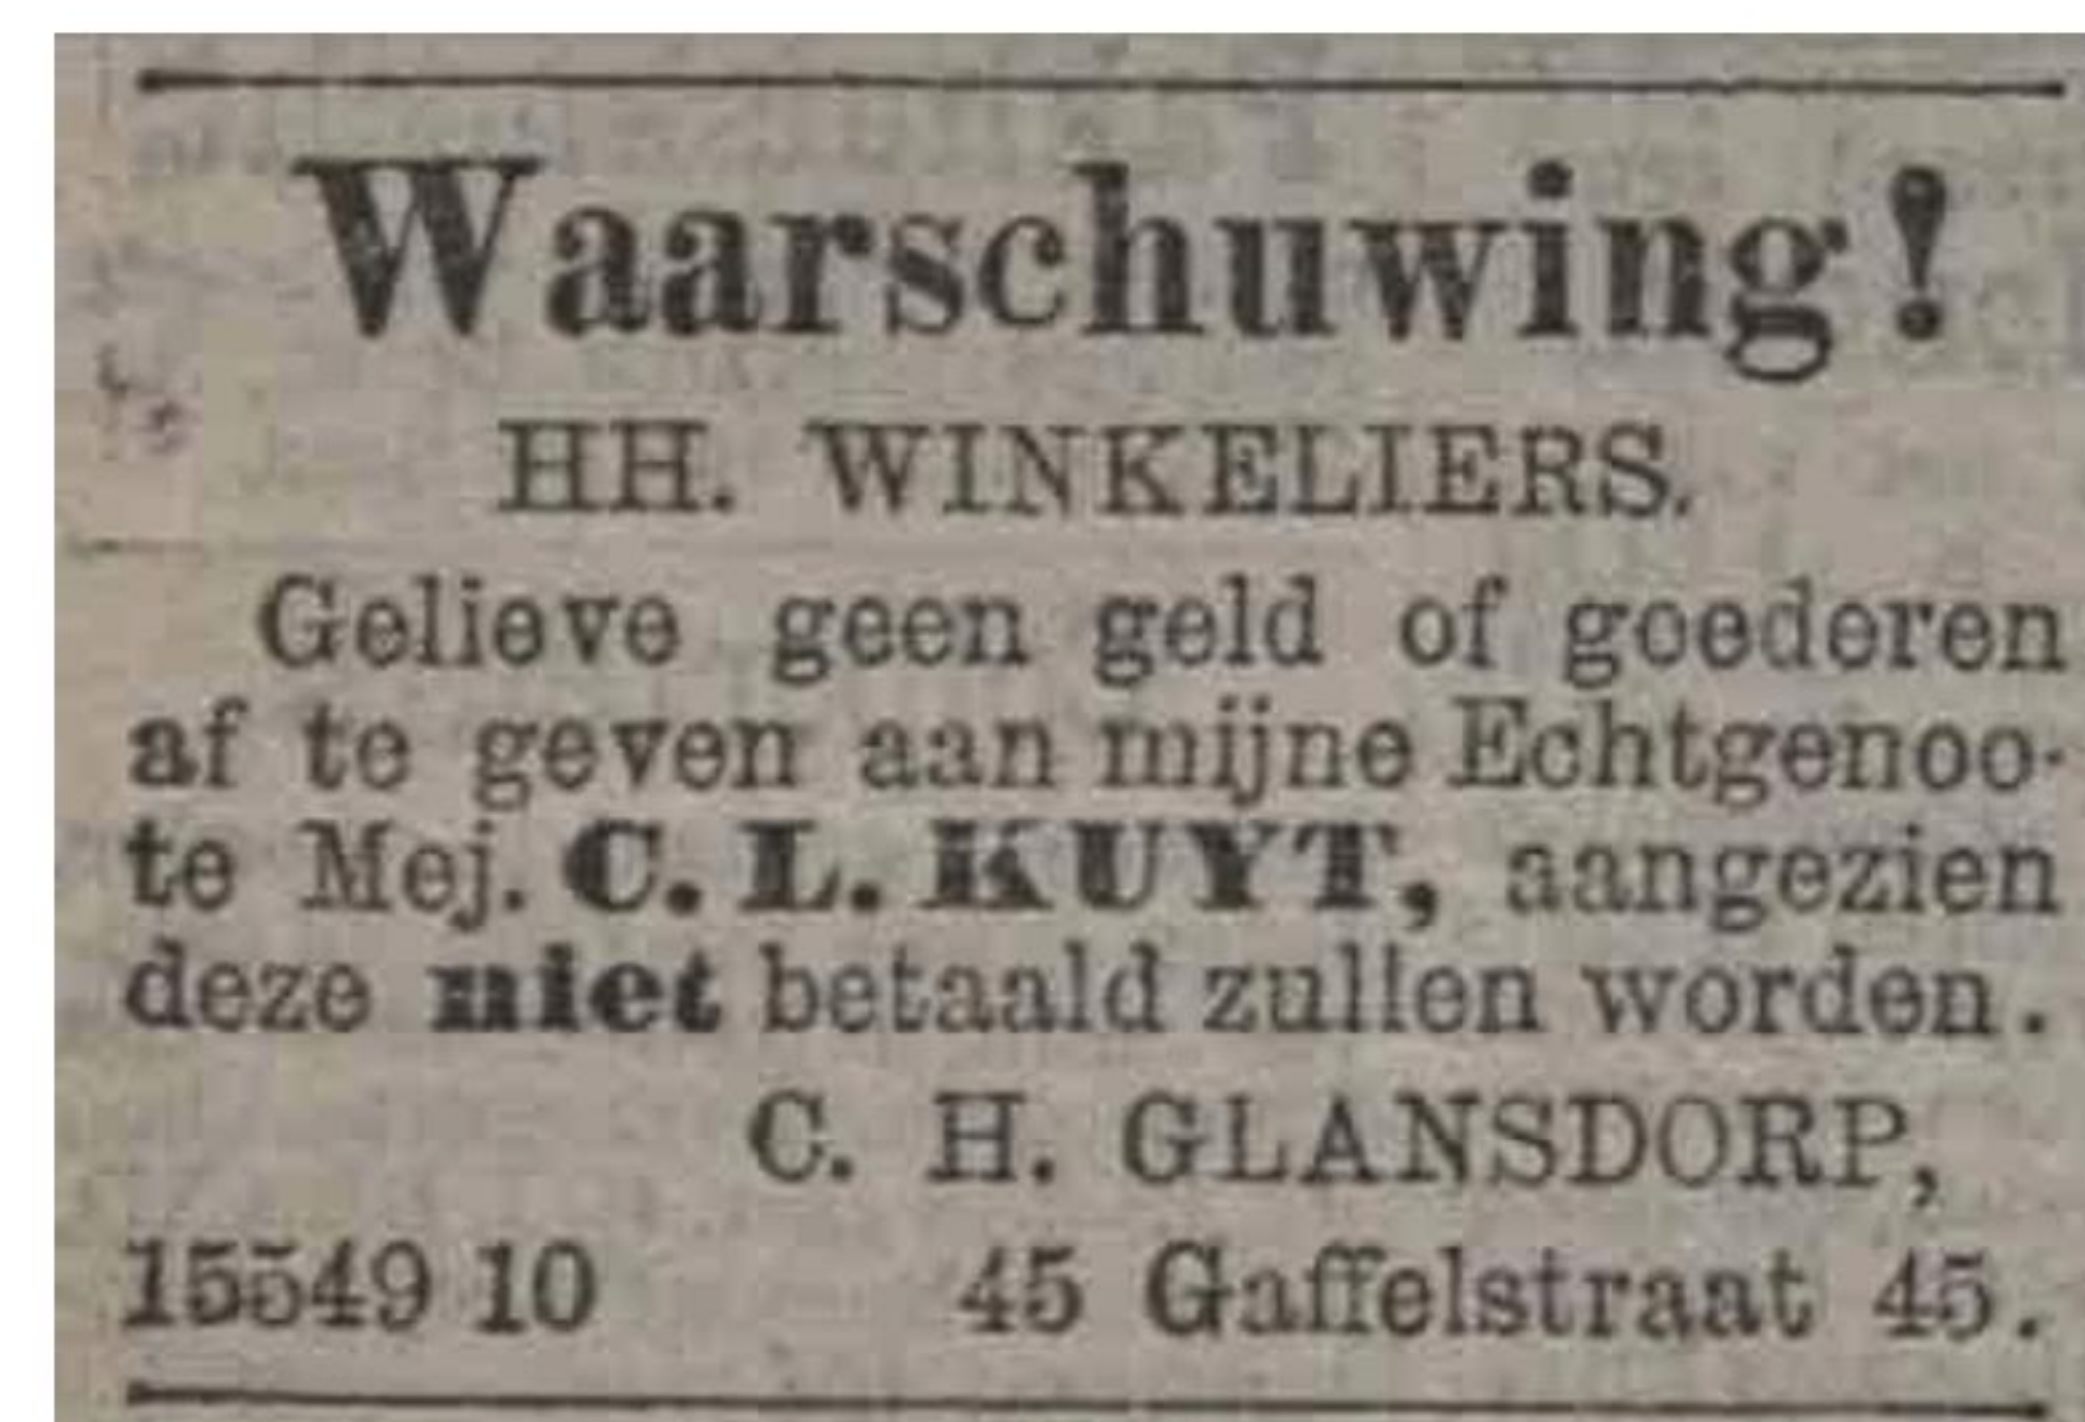 Waarschuwing!
HH. WINKELIERS.
Gelieve geen geld of goederen
af te geven aan mijne Echtgenoo-
te Mej. C. L. KUYT, aangezien
deze niet betaald zullen worden.
C. H. GLANSDORP,
15549 10 45 Gaffelstraat 45.